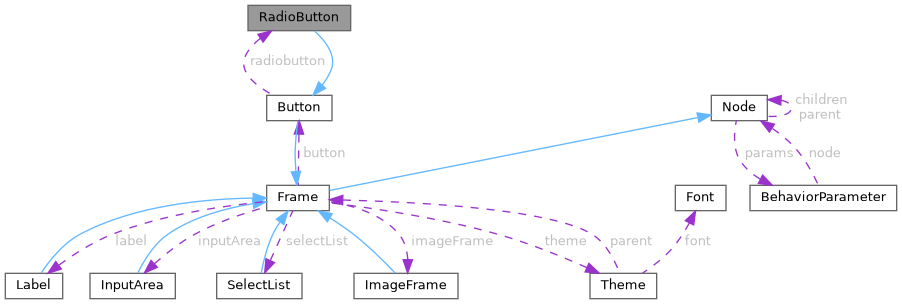 RadioButton
radiobutton
Button
Node
children
parent
button
params
node
Frame
Font
BehaviorParameter
label
inputArea
selectList
imageFrame
theme
parent
font
Label
InputArea
SelectList
ImageFrame
Theme